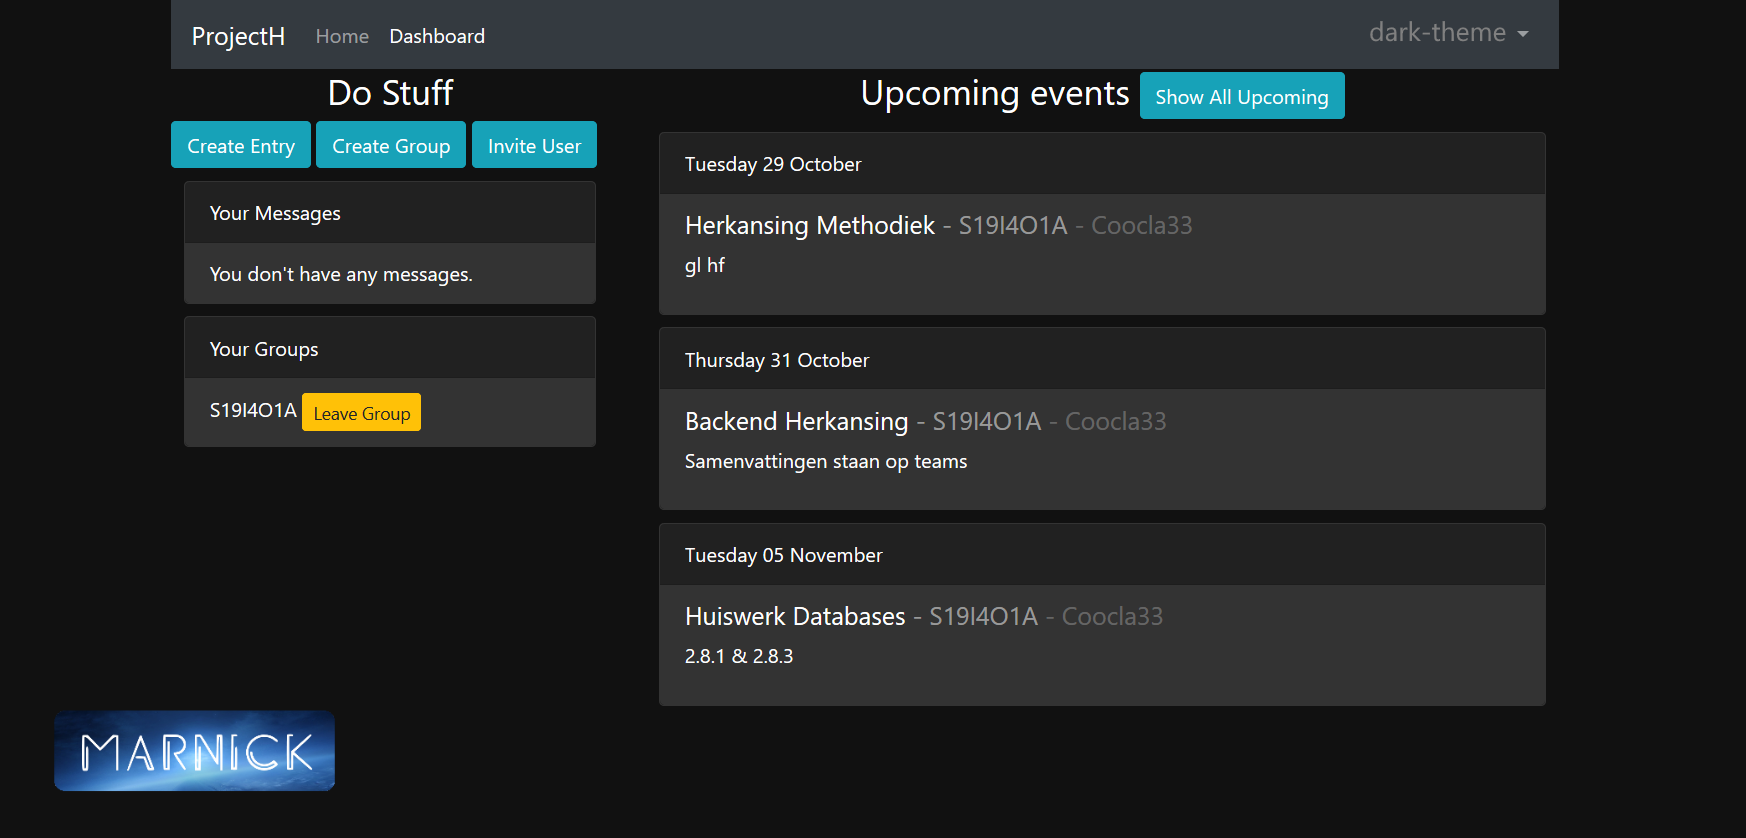 ProjectH Home Dashboard dark-theme
Do Stuff
Create Entry Create Group Invite User
Your Messages
You don't have any messages.
Your Groups
S19I4O1A Leave Group
Upcoming events Show All Upcoming
Tuesday 29 October
Herkansing Methodiek - S19I4O1A - Coocla33
gl hf
Thursday 31 October
Backend Herkansing - S19I4O1A - Coocla33
Samenvattingen staan op teams
Tuesday 05 November
Huiswerk Databases - S19I4O1A - Coocla33
2.8.1 & 2.8.3
MARNICK